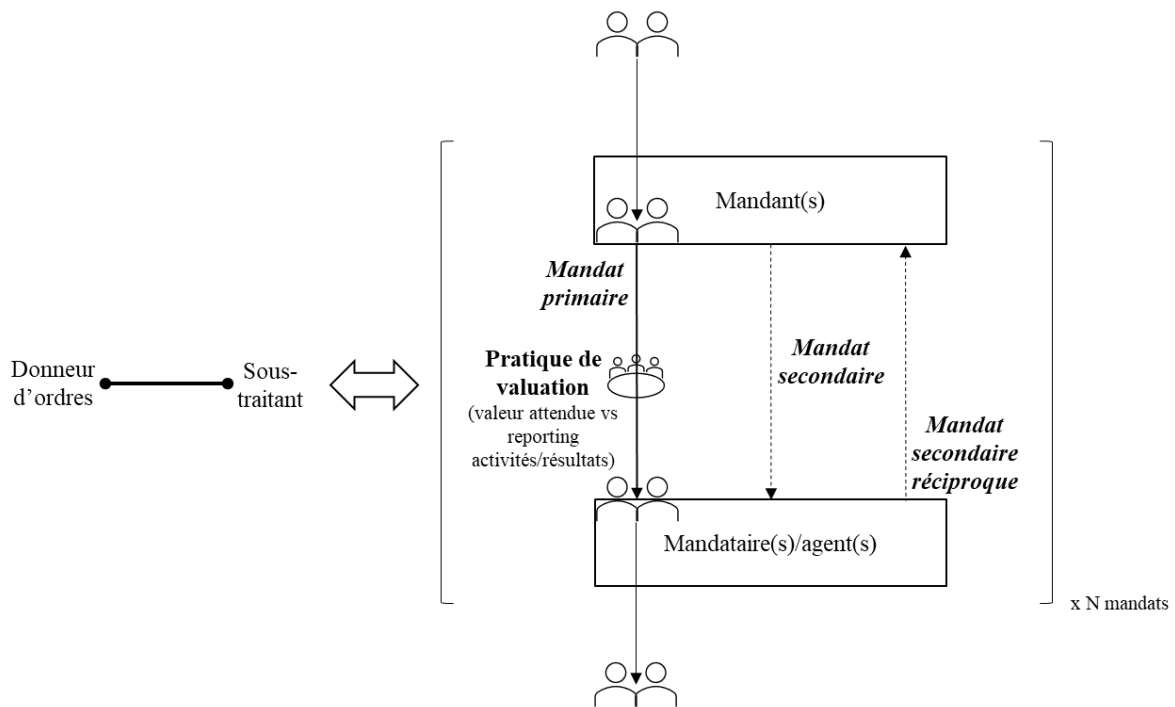 Mandant(s)
Mandat
primaire
Pratique de
valuation
(valeur attendue vs
reporting
activités/résultats)
Mandat
secondaire
Mandat
secondaire
réciproque
Donneur
d'ordres
Sous-
traitant
Mandataire(s)/agent(s)
x N mandats